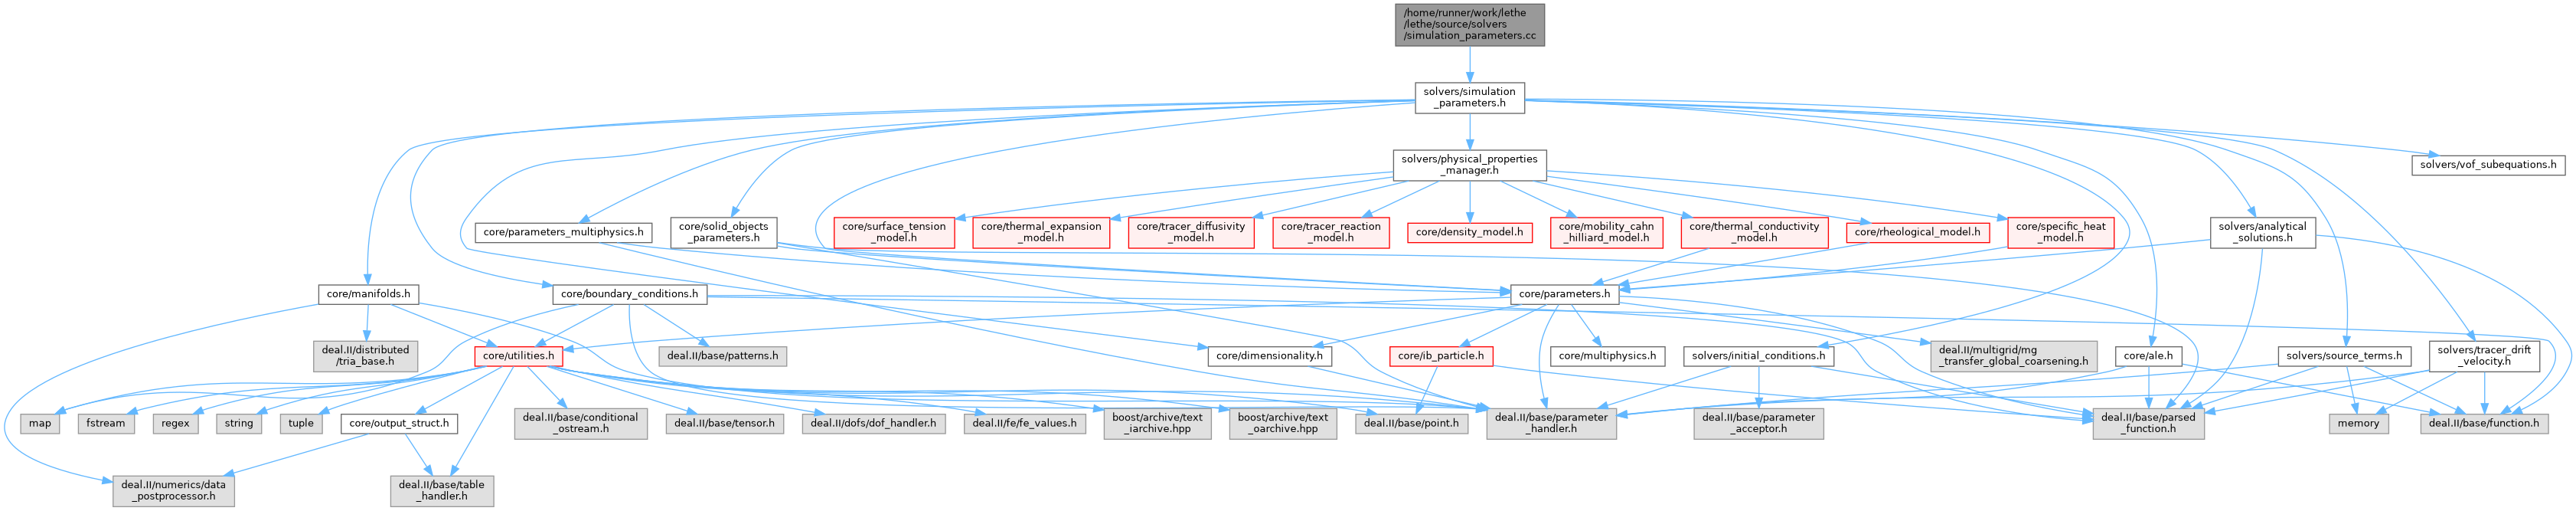 /home/runner/work/lethe
/lethe/source/solvers
/simulation_parameters.cc
solvers/simulation
_parameters.h
solvers/physical_properties
_manager.h
solvers/vof_subequations.h
core/parameters_multiphysics.h
core/solid_objects
_parameters.h
core/surface_tension
_model.h
core/thermal_expansion
_model.h
core/tracer_diffusivity
_model.h
core/tracer_reaction
_model.h
core/density_model.h
core/mobility_cahn
_hilliard_model.h
core/thermal_conductivity
_model.h
core/rheological_model.h
core/specific_heat
_model.h
solvers/analytical
_solutions.h
core/manifolds.h
core/boundary_conditions.h
core/parameters.h
deal.II/distributed
/tria_base.h
core/utilities.h
deal.II/base/patterns.h
core/dimensionality.h
core/ib_particle.h
core/multiphysics.h
solvers/initial_conditions.h
deal.II/multigrid/mg
_transfer_global_coarsening.h
core/ale.h
solvers/source_terms.h
solvers/tracer_drift
_velocity.h
map
fstream
regex
string
tuple
core/output_struct.h
deal.II/base/conditional
_ostream.h
deal.II/base/tensor.h
deal.II/dofs/dof_handler.h
deal.II/fe/fe_values.h
boost/archive/text
_iarchive.hpp
boost/archive/text
_oarchive.hpp
deal.II/base/point.h
deal.II/base/parameter
_handler.h
deal.II/base/parameter
_acceptor.h
deal.II/base/parsed
_function.h
memory
deal.II/base/function.h
deal.II/numerics/data
_postprocessor.h
deal.II/base/table
_handler.h